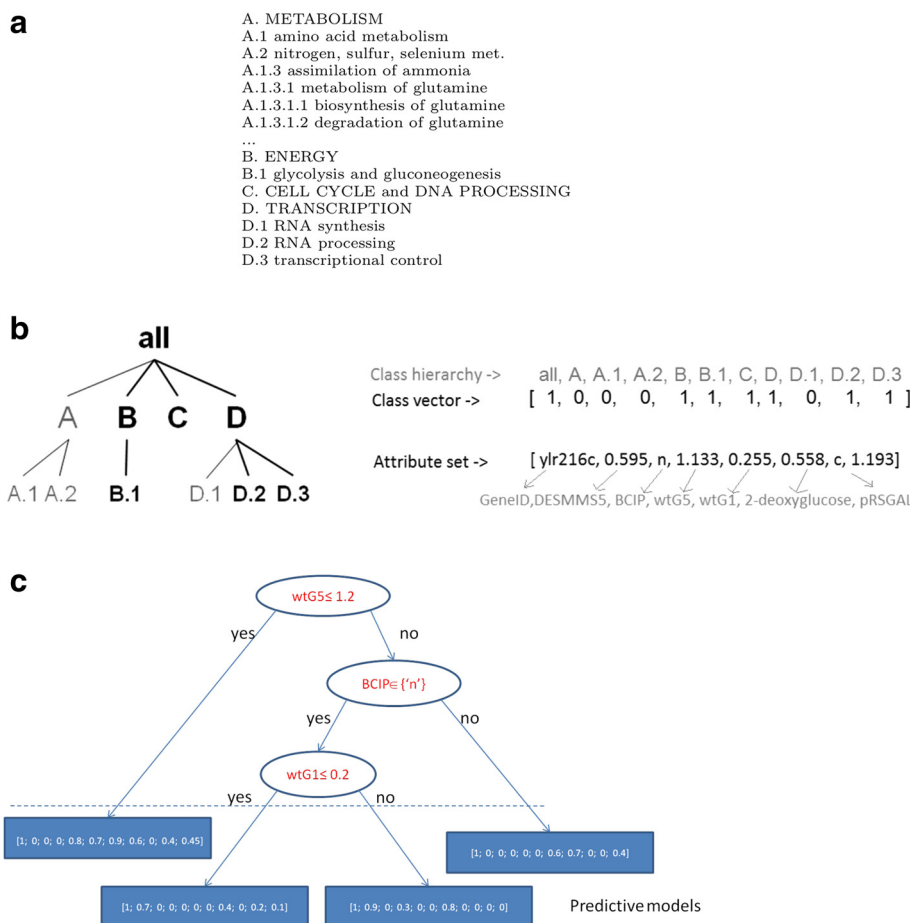 a
A. METABOLISM
A.1 amino acid metabolism
A.2 nitrogen, sulfur, selenium met.
A.1.3 assimilation of ammonia
A.1.3.1 metabolism of glutamine
A.1.3.1.1 biosynthesis of glutamine
A.1.3.1.2 degradation of glutamine
...
B. ENERGY
B.1 glycolysis and gluconeogenesis
C. CELL CYCLE and DNA PROCESSING
D. TRANSCRIPTION
D.1 RNA synthesis
D.2 RNA processing
D.3 transcriptional control
b
all
A B C D
A.1 A.2 B.1 D.1 D.2 D.3
Class hierarchy -> all, A, A.1, A.2, B, B.1, C, D, D.1, D.2, D.3
Class vector -> [ 1, 0, 0, 0, 1, 1, 1, 1, 0, 1, 1 ]
Attribute set -> [ ylr216c, 0.595, n, 1.133, 0.255, 0.558, c, 1.193]
GeneID,DESMMS5, BCIP, wtG5, wtG1, 2-deoxyglucose, pRSGAL
c
wtG5≤ 1.2
yes no
BCIP∈{'n'}
yes no
wtG1≤ 0.2
yes no
[1; 0; 0; 0; 0.8; 0.7; 0.9; 0.6; 0; 0.4; 0.45]
[1; 0; 0; 0; 0; 0; 0.6; 0.7; 0; 0; 0.4]
[1; 0.7; 0; 0; 0; 0; 0; 0.4; 0; 0.2; 0.1]
[1; 0.9; 0; 0.3; 0; 0; 0.8; 0; 0; 0; 0]
Predictive models